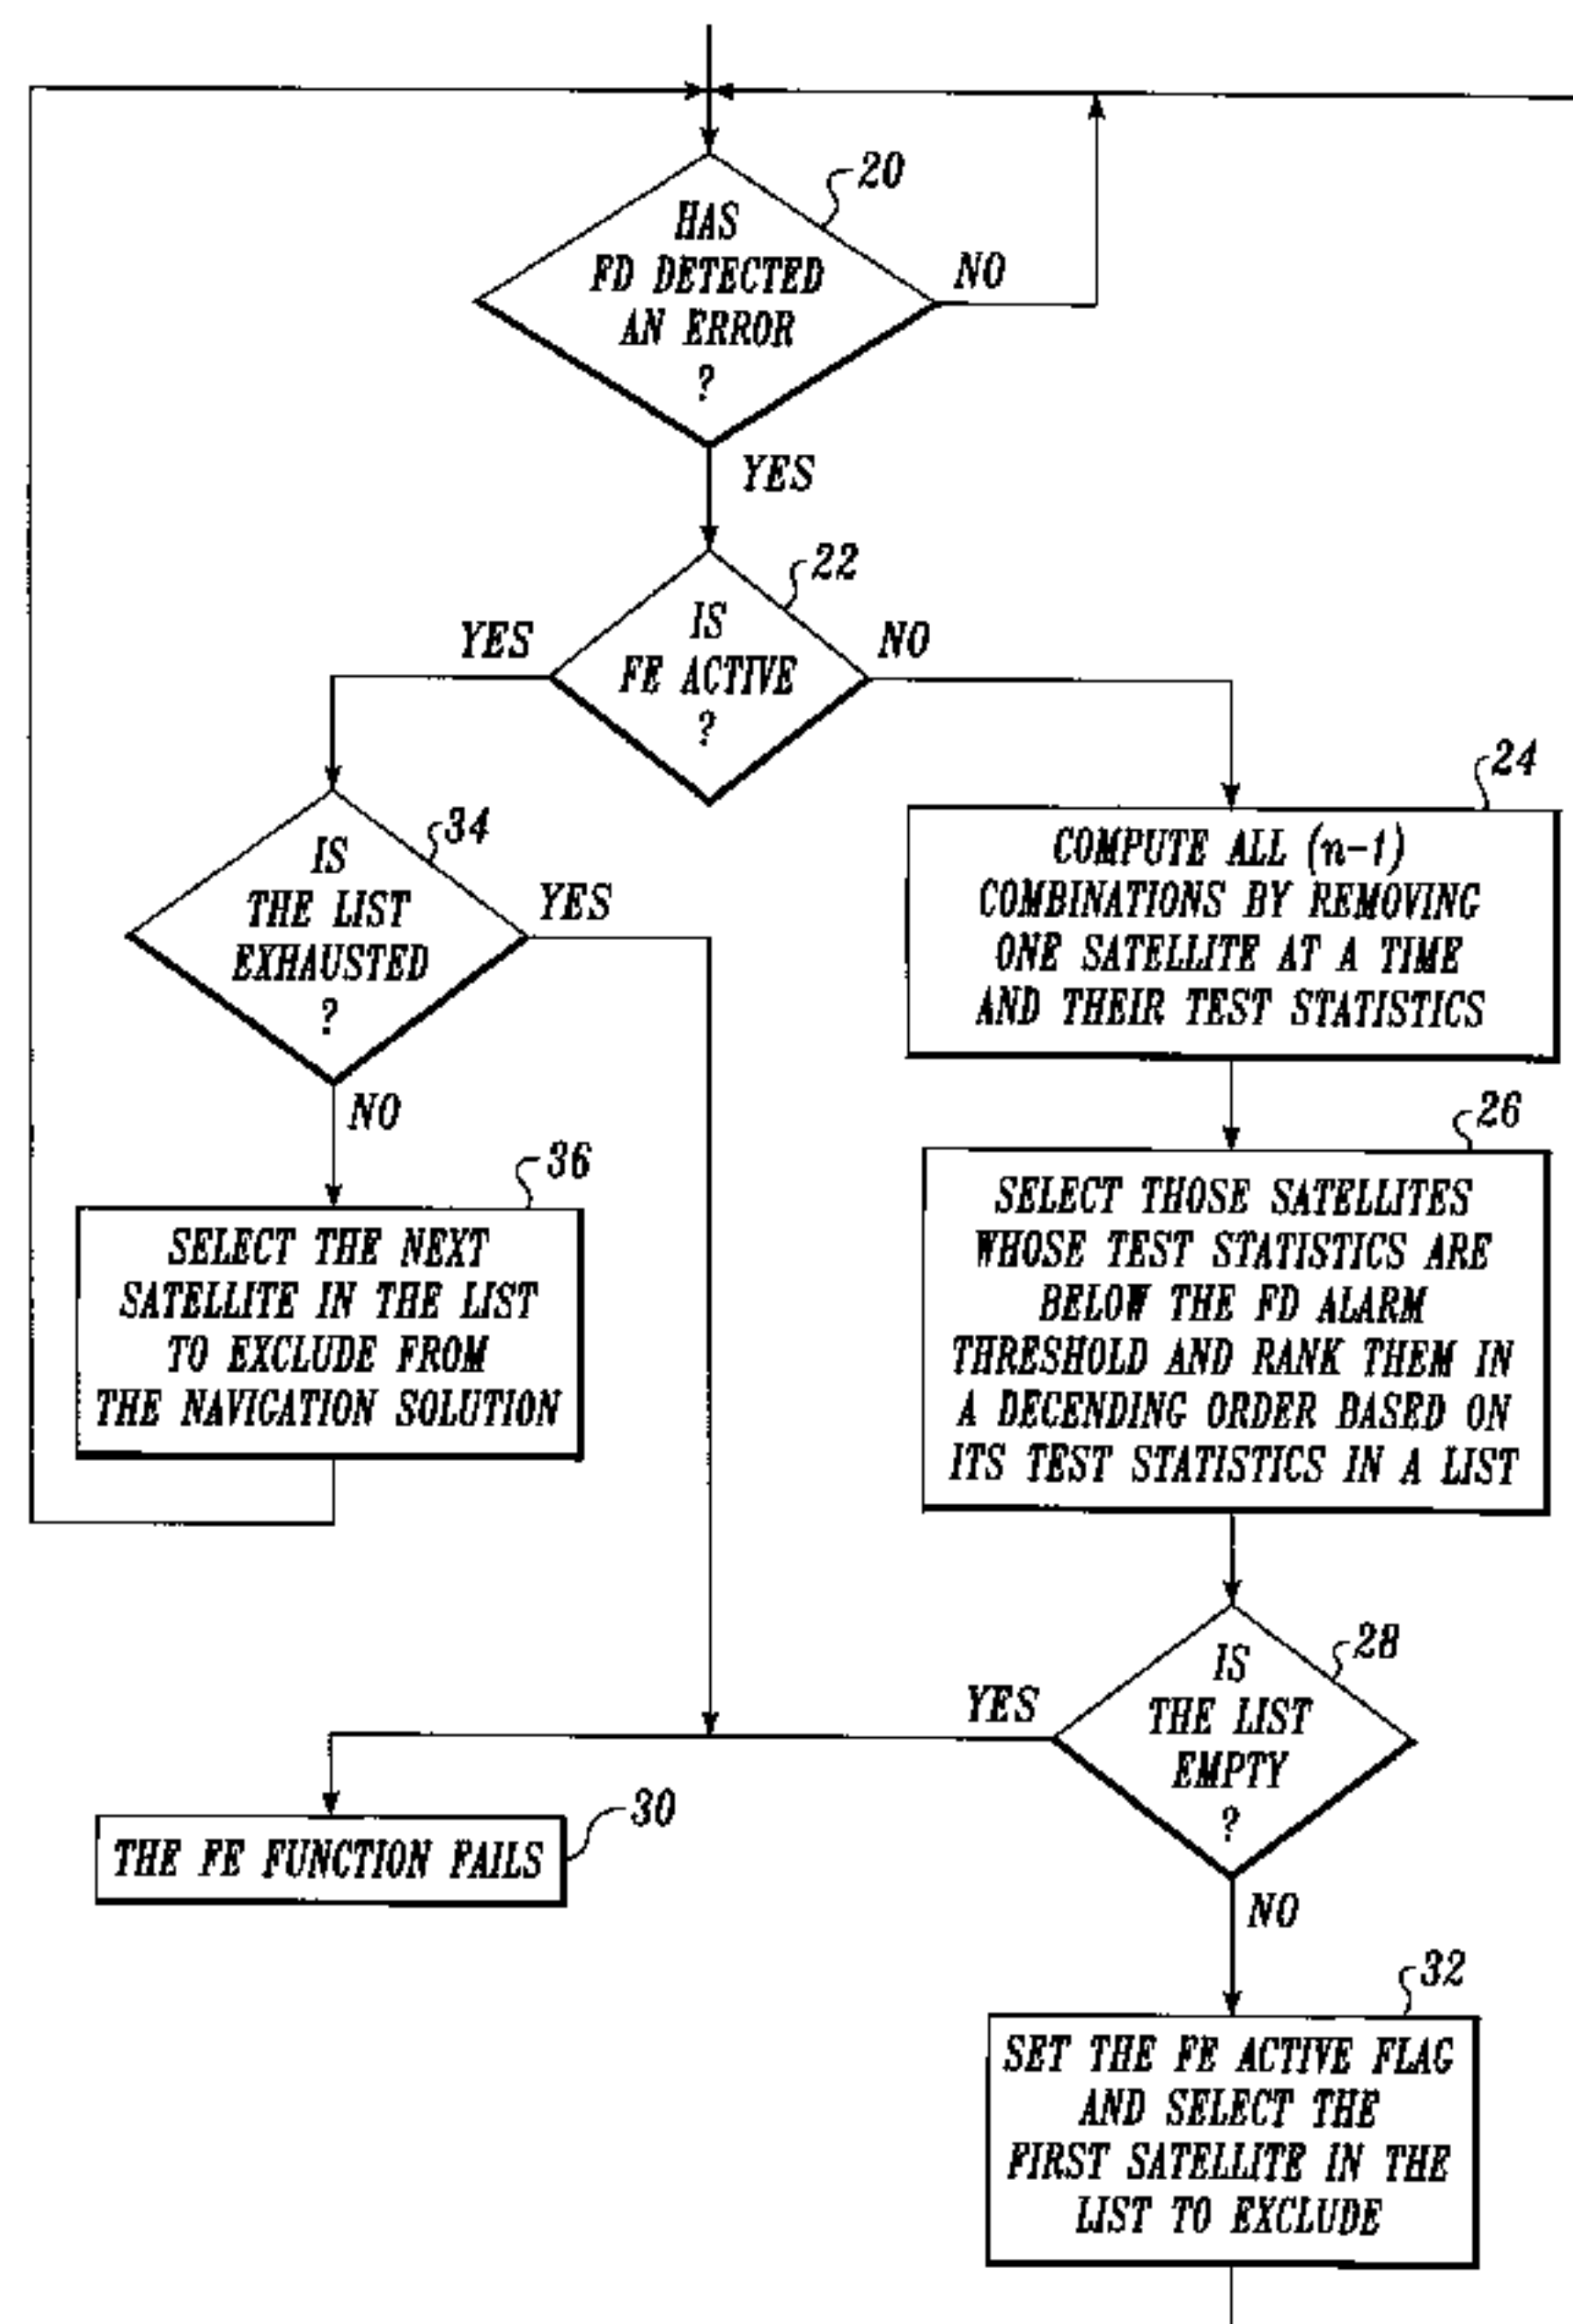 20
HAS
FD DETECTED
AN ERROR
?
NO
YES
22
IS
FE ACTIVE
?
YES
NO
34
IS
THE LIST
EXHAUSTED
?
YES
NO
24
COMPUTE ALL (n-1)
COMBINATIONS BY REMOVING
ONE SATELLITE AT A TIME
AND THEIR TEST STATISTICS
36
SELECT THE NEXT
SATELLITE IN THE LIST
TO EXCLUDE FROM
THE NAVIGATION SOLUTION
26
SELECT THOSE SATELLITES
WHOSE TEST STATISTICS ARE
BELOW THE FD ALARM
THRESHOLD AND RANK THEM IN
A DECENDING ORDER BASED ON
ITS TEST STATISTICS IN A LIST
28
IS
THE LIST
EMPTY
?
YES
NO
30
THE FE FUNCTION FAILS
32
SET THE FE ACTIVE FLAG
AND SELECT THE
FIRST SATELLITE IN THE
LIST TO EXCLUDE